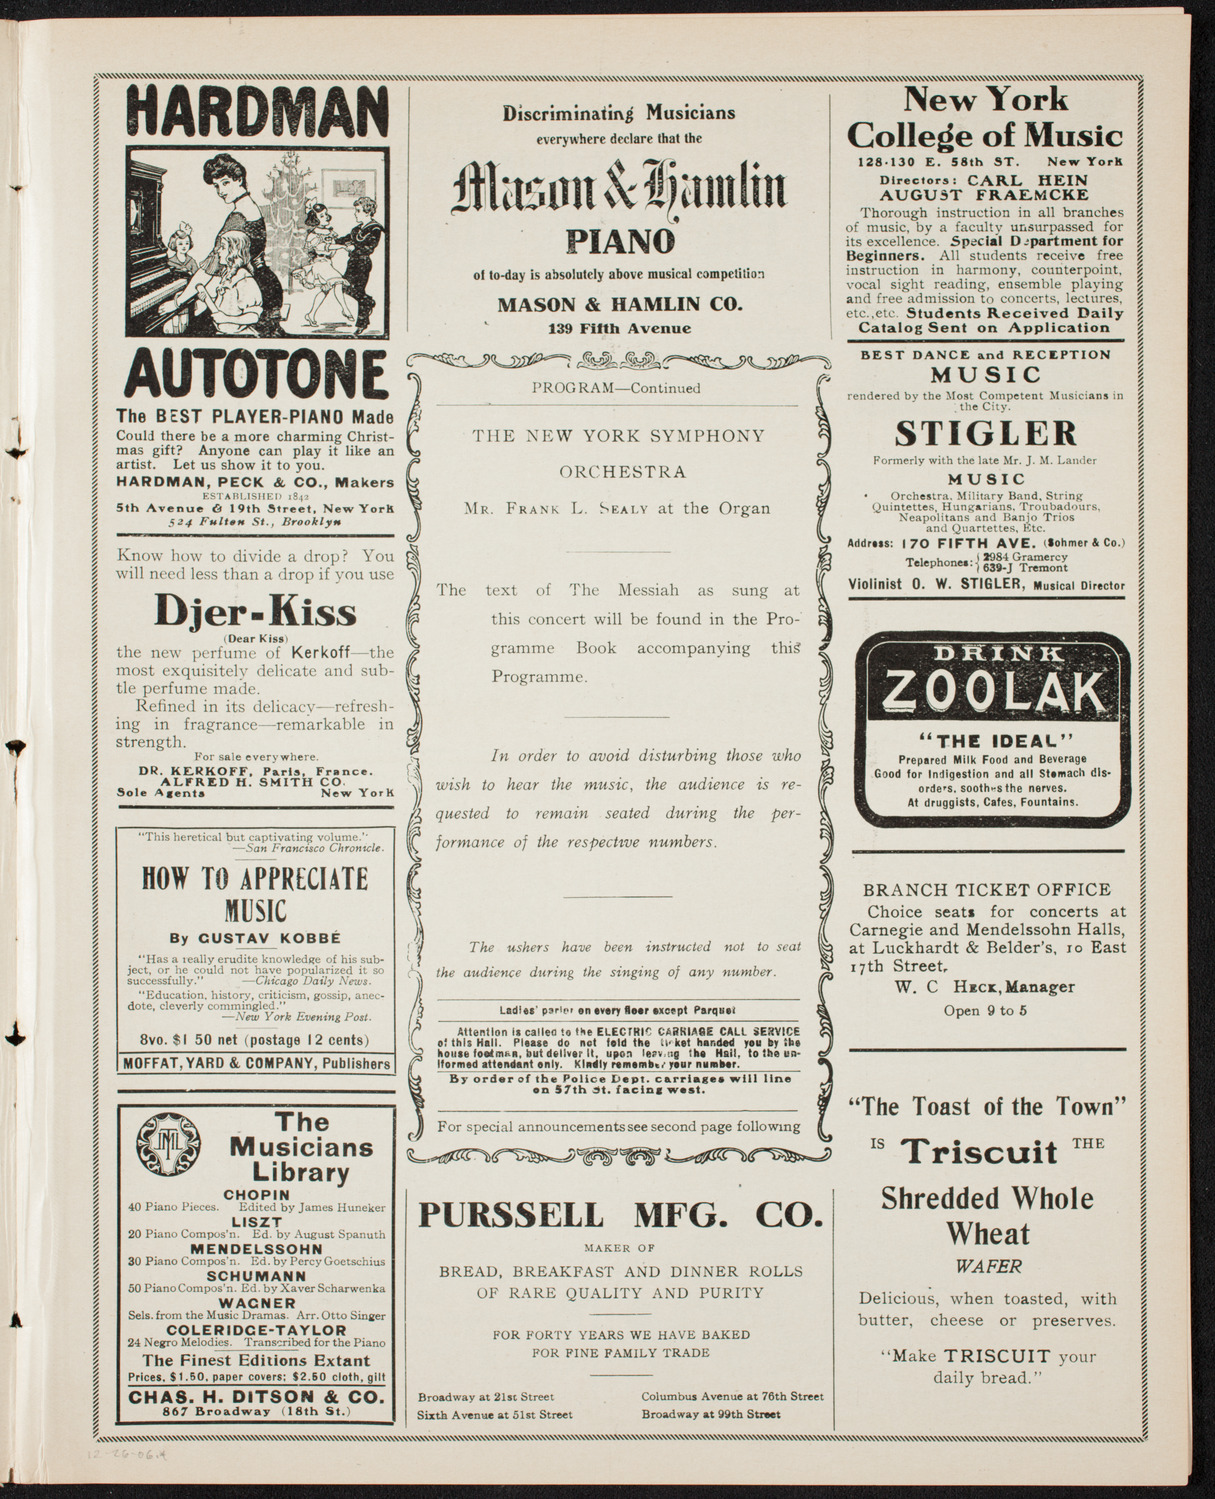 HARDMAN
AUTOTONE
The BEST PLAYER-PIANO Made
Could there be a more charming Christ-
mas gift? Anyone can play it like an
artist. Let us show it to you.
HARDMAN, PECK & CO., Makers
ESTABLISHED 1842
5th Avenue & 19th Street, New York
524 Fulton St., Brooklyn
Know how to divide a drop? You
will need less than a drop if you use
Djer-Kiss
(Dear Kiss)
the new perfume of Kerkoff—the
most exquisitely delicate and sub-
tle perfume made.
Refined in its delicacy—refresh-
ing in fragrance—remarkable in
strength.
For sale everywhere.
DR. KERKOFF, Paris, France.
ALFRED H. SMITH CO.
Sole Agents New York
"This heretical but captivating volume."
—San Francisco Chronicle.
HOW TO APPRECIATE
MUSIC
By GUSTAV KOBBÉ
"Has a really erudite knowledge of his sub-
ject, or he could not have popularized it so
successfully." —Chicago Daily News.
"Education, history, criticism, gossip, anec-
dote, cleverly commingled."
—New York Evening Post.
8vo. $1 50 net (postage 12 cents)
MOFFAT, YARD & COMPANY, Publishers
The
Musicians
Library
CHOPIN
40 Piano Pieces. Edited by James Huneker
LISZT
20 Piano Compos'n. Ed. by August Spanuth
MENDELSSOHN
30 Piano Compos'n. Ed. by Percy Goetschius
SCHUMANN
50 Piano Compos'n. Ed. by Xaver Scharwenka
WAGNER
Sels. from the Music Dramas. Arr. Otto Singer
COLERIDGE-TAYLOR
24 Negro Melodies. Transcribed for the Piano
The Finest Editions Extant
Prices, $1.50, paper covers; $2.50 cloth, gilt
CHAS. H. DITSON & CO.
867 Broadway (18th St.)
12-26-06A
Discriminating Musicians
everywhere declare that the
Mason & Hamlin
PIANO
of to-day is absolutely above musical competition
MASON & HAMLIN CO.
139 Fifth Avenue
PROGRAM—Continued
THE NEW YORK SYMPHONY
ORCHESTRA
MR. FRANK L. SEALY at the Organ
The text of The Messiah as sung at
this concert will be found in the Pro-
gramme Book accompanying this
Programme.
In order to avoid disturbing those who
wish to hear the music, the audience is re-
quested to remain seated during the per-
formance of the respective numbers.
The ushers have been instructed not to seat
the audience during the singing of any number.
Ladies' parlor on every floor except Parquet
Attention is called to the ELECTRIC CARRIAGE CALL SERVICE
of this Hall. Please do not fold the ticket handed you by the
house footman, but deliver it, upon leaving the Hall, to the un-
iformed attendant only. Kindly remember your number.
By order of the Police Dept. carriages will line
on 57th St. facing west.
For special announcements see second page following
PURSSELL MFG. CO.
MAKER OF
BREAD, BREAKFAST AND DINNER ROLLS
OF RARE QUALITY AND PURITY
FOR FORTY YEARS WE HAVE BAKED
FOR FINE FAMILY TRADE
Broadway at 21st Street Columbus Avenue at 76th Street
Sixth Avenue at 51st Street Broadway at 99th Street
New York
College of Music
128-130 E. 58th ST. New York
Directors: CARL HEIN
AUGUST FRAEMCKE
Thorough instruction in all branches
of music, by a faculty unsurpassed for
its excellence. Special Department for
Beginners. All students receive free
instruction in harmony, counterpoint,
vocal sight reading, ensemble playing
and free admission to concerts, lectures,
etc., etc. Students Received Daily
Catalog Sent on Application
BEST DANCE and RECEPTION
MUSIC
rendered by the Most Competent Musicians in
the City.
STIGLER
Formerly with the late Mr. J. M. Lander
MUSIC
Orchestra, Military Band, String
Quintettes, Hungarians, Troubadours,
Neapolitans and Banjo Trios
and Quartettes, Etc.
Address: 170 FIFTH AVE. (Sohmer & Co.)
Telephones: { 2984 Gramercy
{ 639-J Tremont
Violinist O. W. STIGLER, Musical Director
DRINK
ZOOLAK
"THE IDEAL"
Prepared Milk Food and Beverage
Good for Indigestion and all Stomach dis-
orders, soothes the nerves.
At druggists, Cafes, Fountains.
BRANCH TICKET OFFICE
Choice seats for concerts at
Carnegie and Mendelssohn Halls,
at Luckhardt & Belder's, 10 East
17th Street,
W. C HECK, Manager
Open 9 to 5
"The Toast of the Town"
IS Triscuit THE
Shredded Whole
Wheat
WAFER
Delicious, when toasted, with
butter, cheese or preserves.
"Make TRISCUIT your
daily bread."